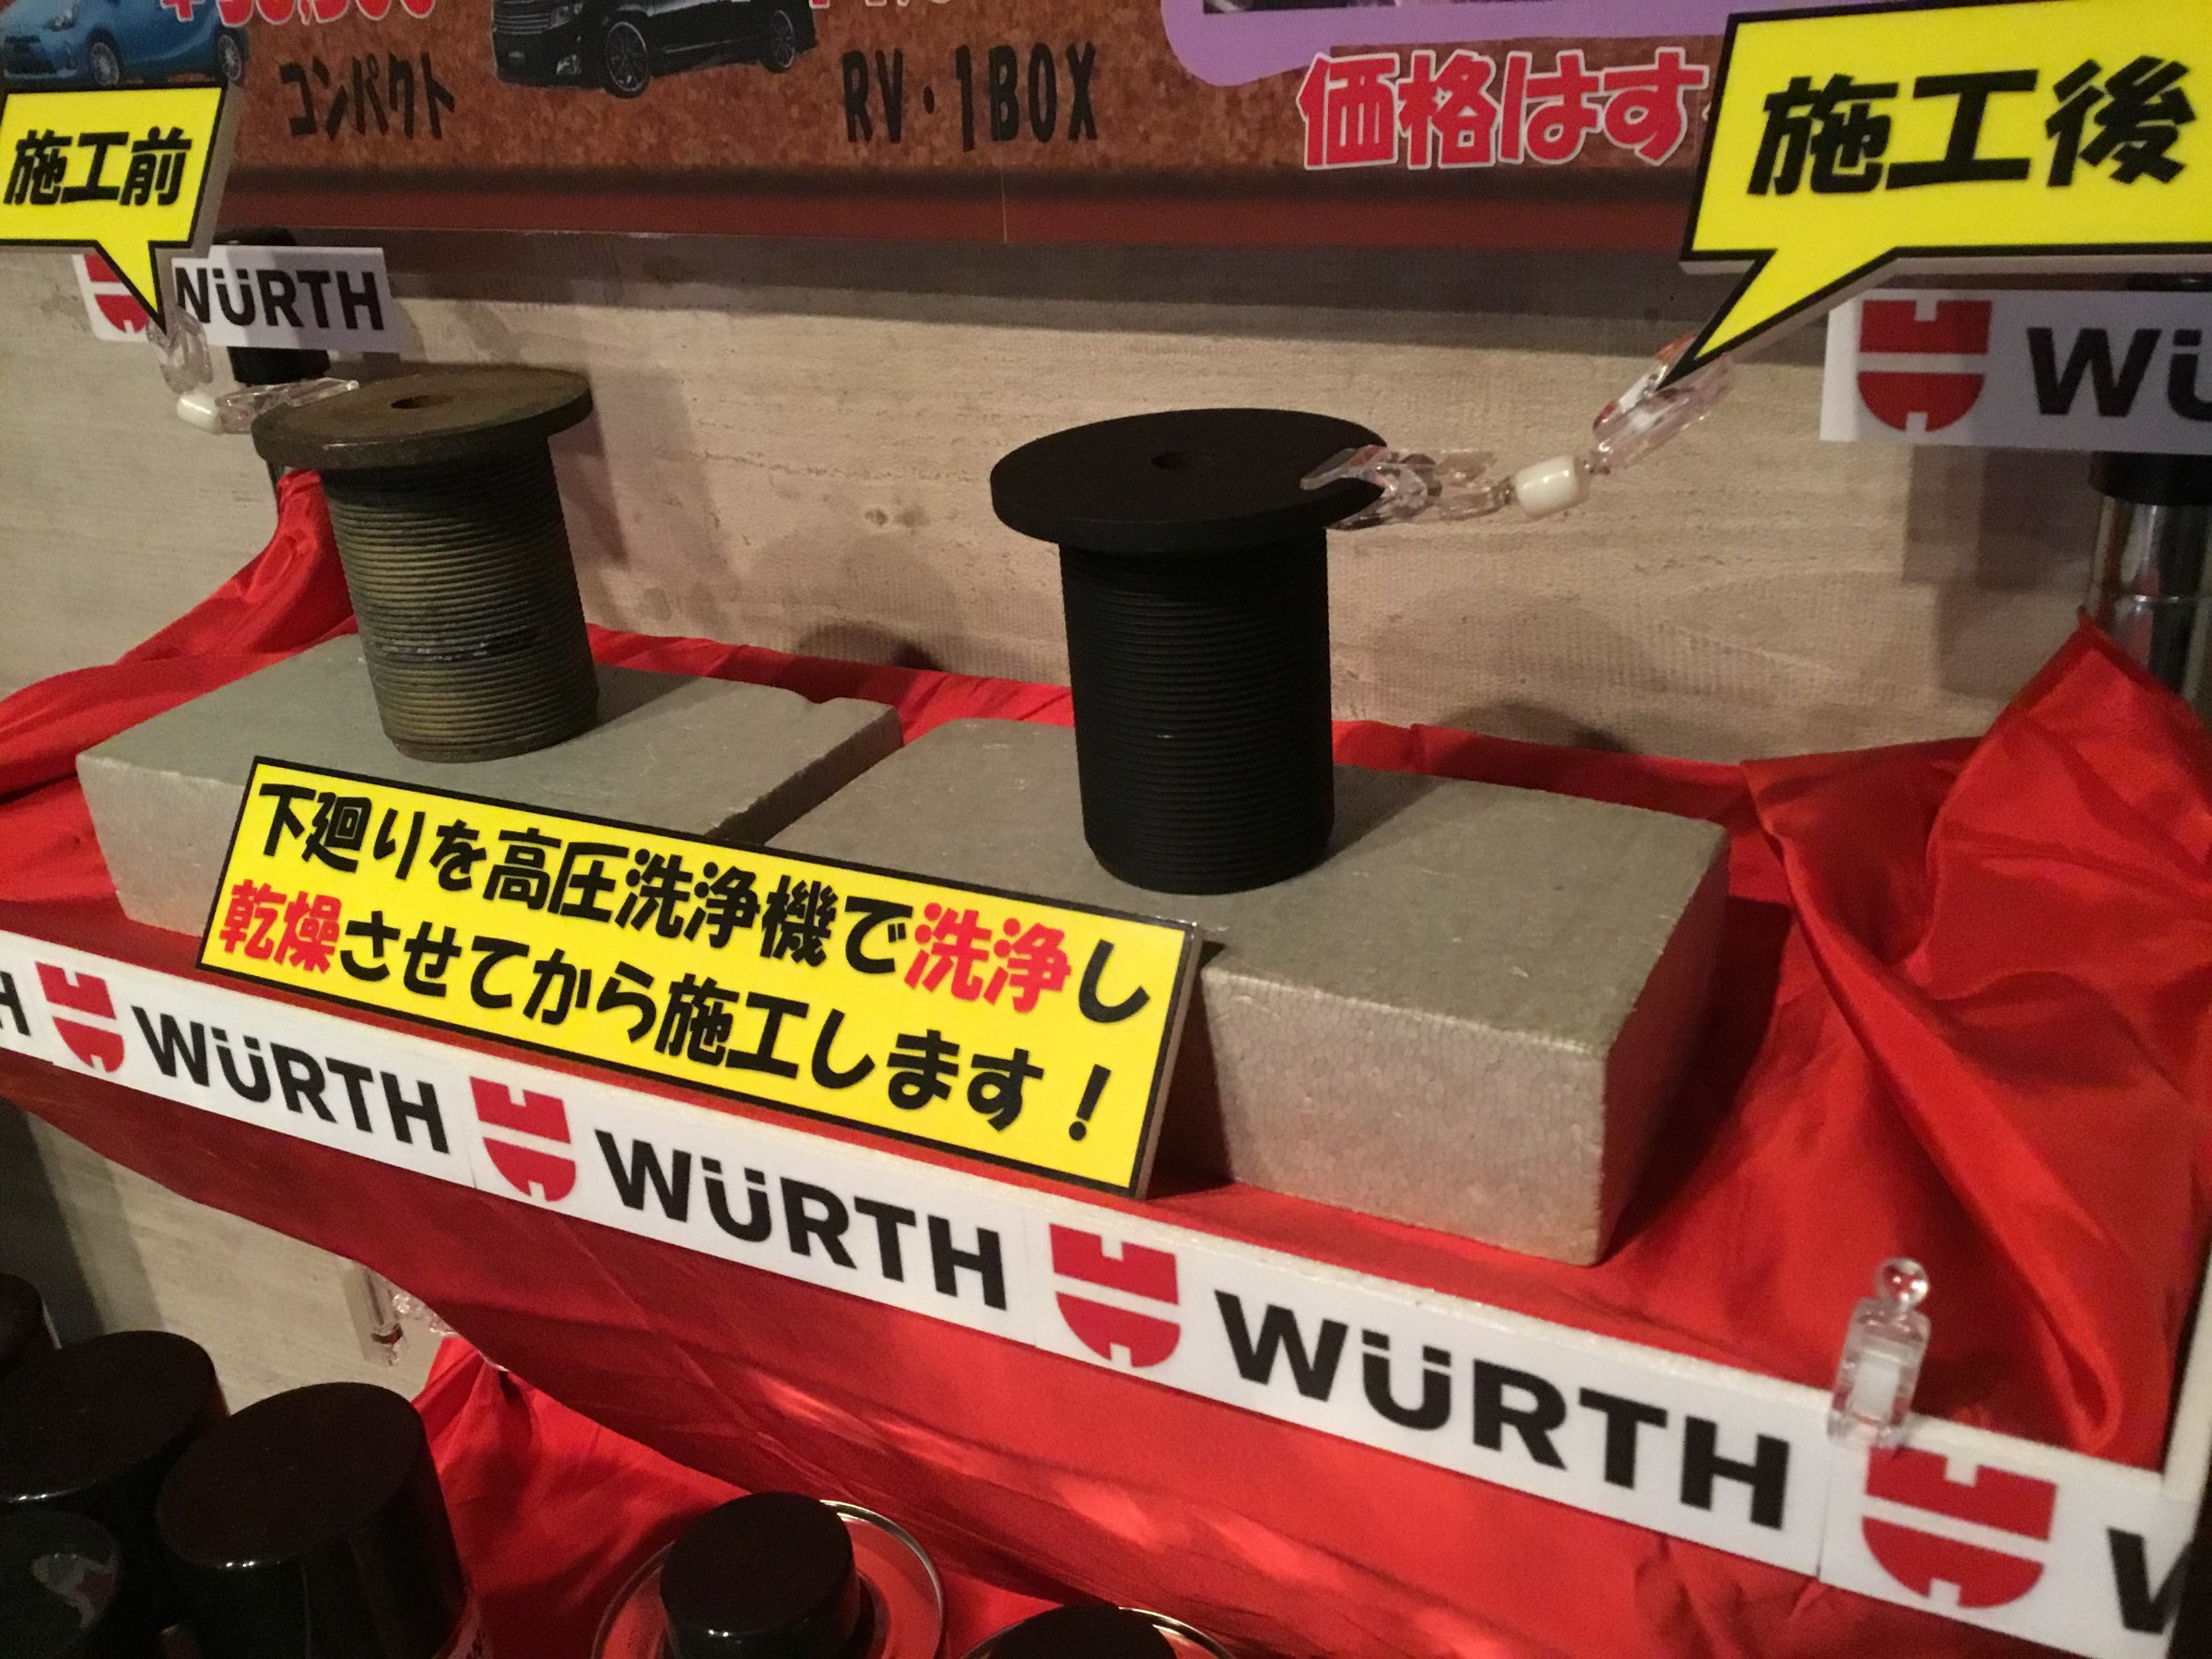 コンパクト
RV・1BOX
価格はす
施工前
施工後
WÜRTH
WÜ
下廻りを高圧洗浄機で洗浄し
乾燥させてから施工します！
H
WÜRTH
WÜRTH
WÜRTH
W